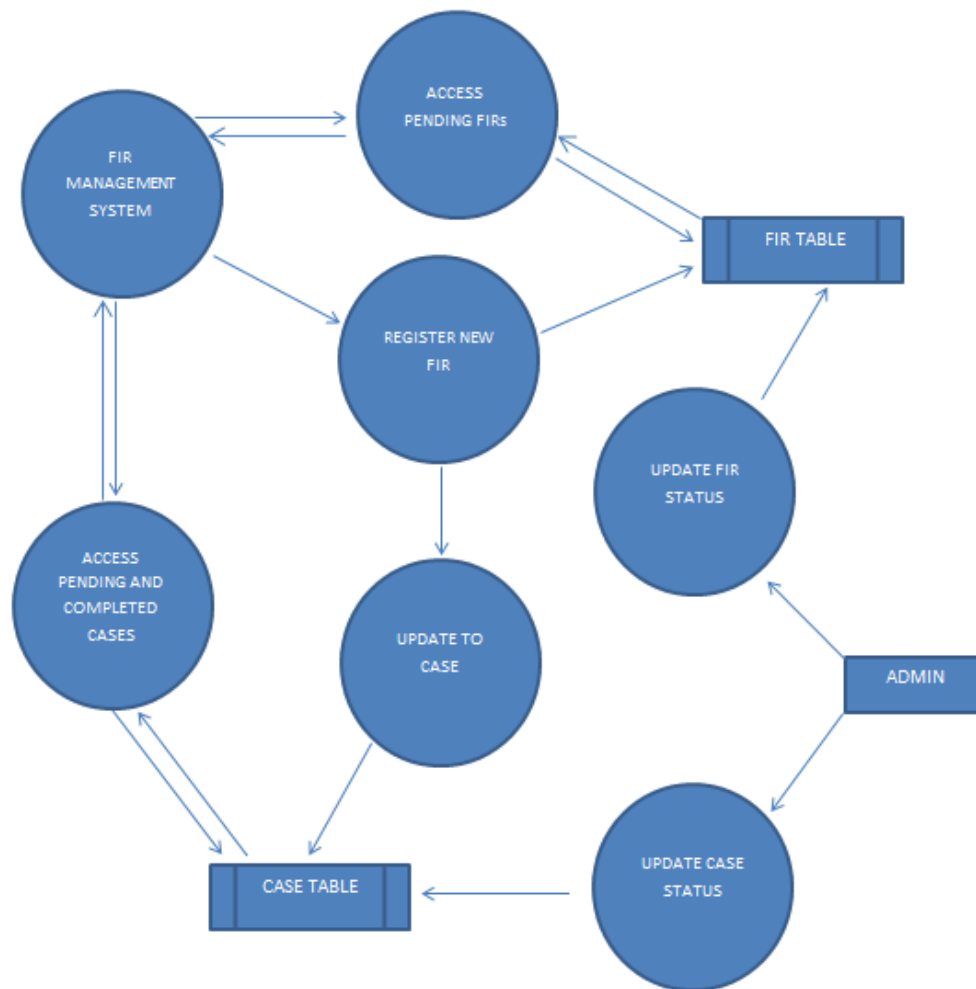 ACCESS
PENDING FIRs
FIR
MANAGEMENT
SYSTEM
FIR TABLE
REGISTER NEW
FIR
UPDATE FIR
STATUS
ACCESS
PENDING AND
COMPLETED
CASES
UPDATE TO
CASE
ADMIN
UPDATE CASE
STATUS
CASE TABLE